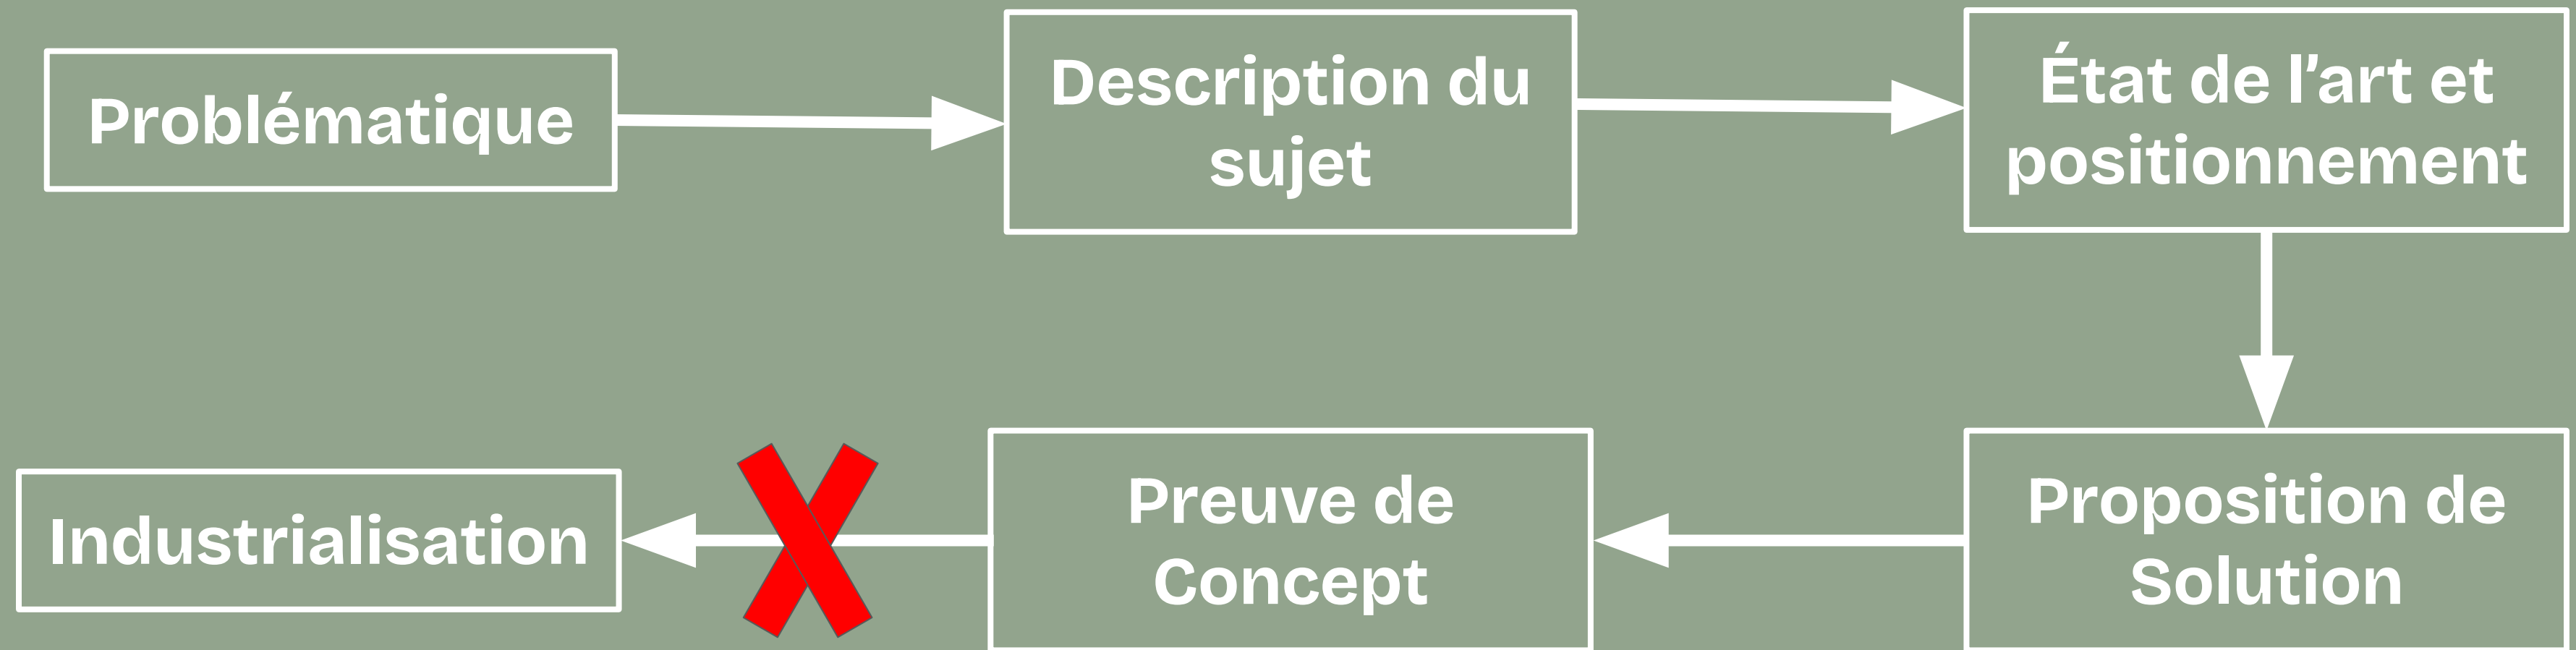 Problématique
Description du
sujet
État de l’art et
positionnement
Proposition de
Solution
Preuve de
Concept
Industrialisation